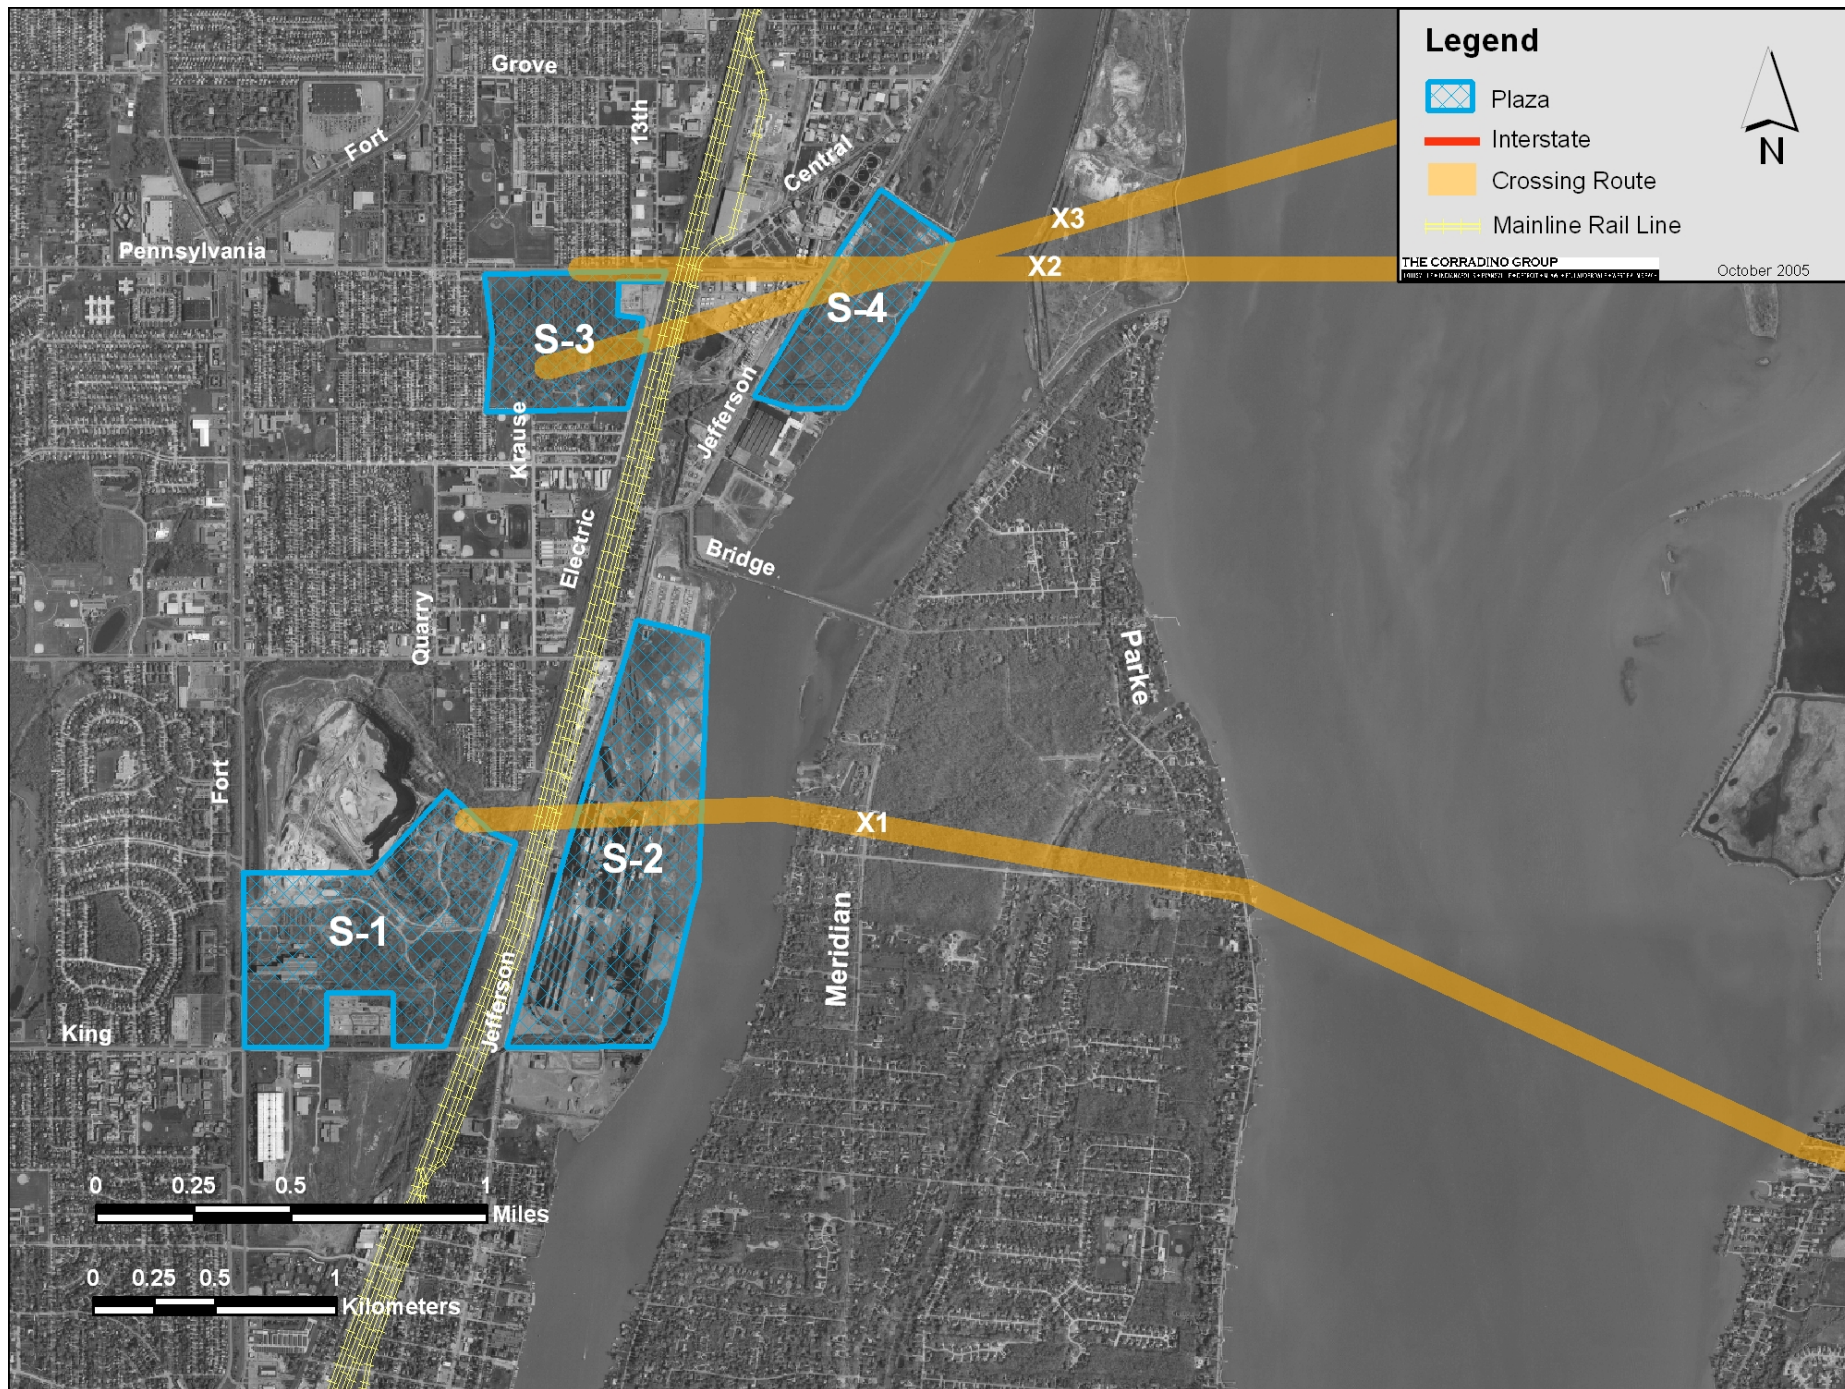 Legend
Plaza
Interstate
Crossing Route
Mainline Rail Line
N
THE CORRADINO GROUP
October 2005
Grove
13th
Fort
Central
Pennsylvania
X3
X2
S-3
S-4
Krause
Jefferson
Electric
Bridge
Quarry
Parke
Fort
X1
S-2
S-1
Meridian
Jefferson
King
0 0.25 0.5 1
Miles
0 0.25 0.5 1
Kilometers